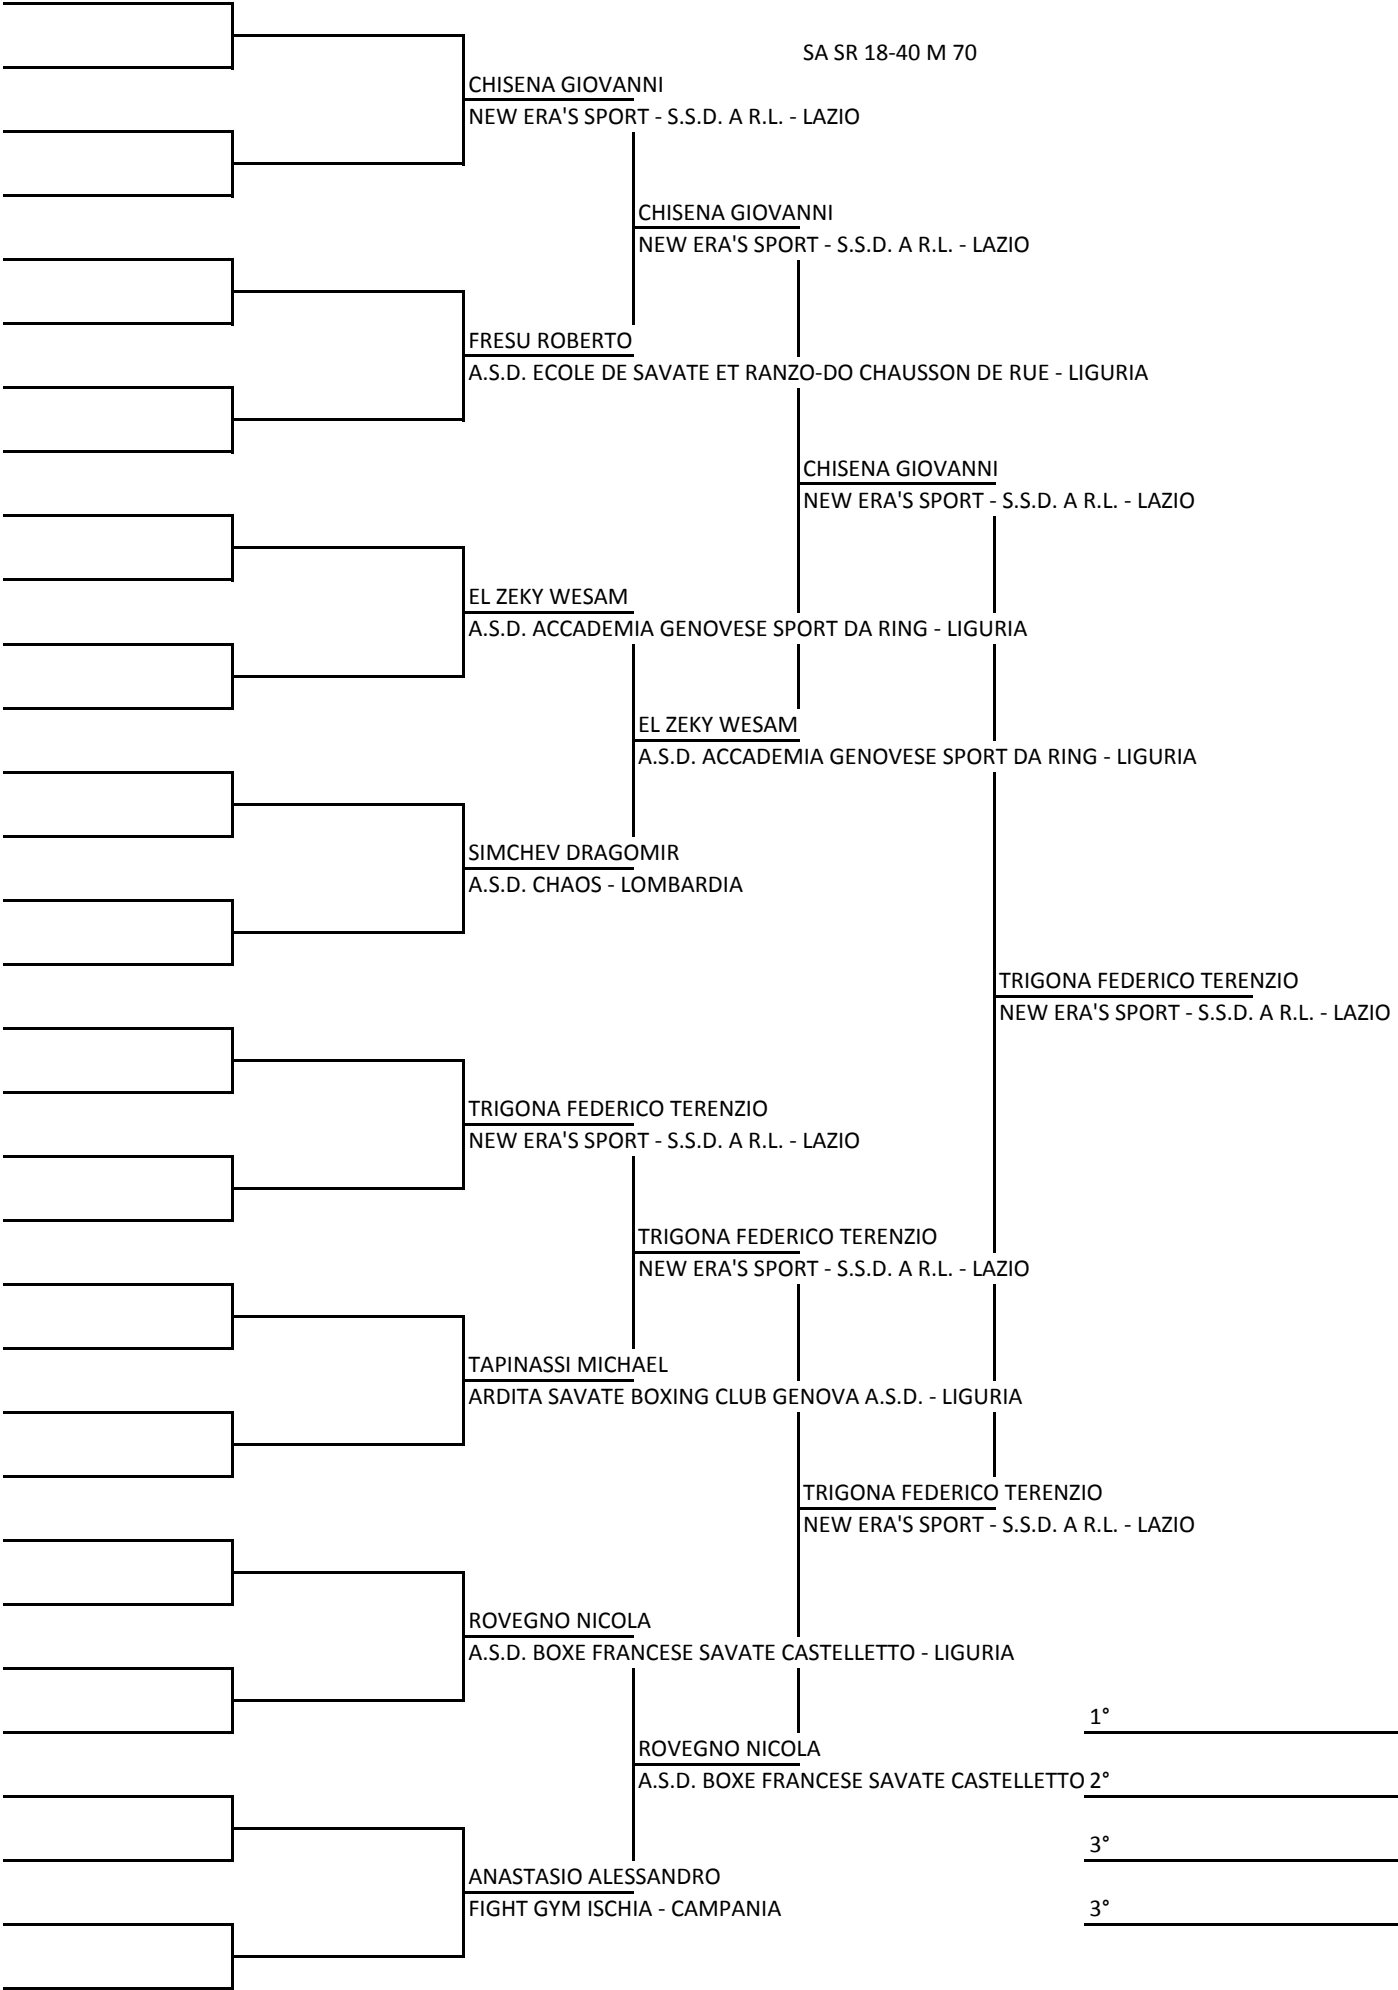 SA SR 18-40 M 70
CHISENA GIOVANNI
NEW ERA'S SPORT - S.S.D. A R.L. - LAZIO
CHISENA GIOVANNI
NEW ERA'S SPORT - S.S.D. A R.L. - LAZIO
FRESU ROBERTO
A.S.D. ECOLE DE SAVATE ET RANZO-DO CHAUSSON DE RUE - LIGURIA
CHISENA GIOVANNI
NEW ERA'S SPORT - S.S.D. A R.L. - LAZIO
EL ZEKY WESAM
A.S.D. ACCADEMIA GENOVESE SPORT DA RING - LIGURIA
EL ZEKY WESAM
A.S.D. ACCADEMIA GENOVESE SPORT DA RING - LIGURIA
SIMCHEV DRAGOMIR
A.S.D. CHAOS - LOMBARDIA
TRIGONA FEDERICO TERENZIO
NEW ERA'S SPORT - S.S.D. A R.L. - LAZIO
TRIGONA FEDERICO TERENZIO
NEW ERA'S SPORT - S.S.D. A R.L. - LAZIO
TRIGONA FEDERICO TERENZIO
NEW ERA'S SPORT - S.S.D. A R.L. - LAZIO
TAPINASSI MICHAEL
ARDITA SAVATE BOXING CLUB GENOVA A.S.D. - LIGURIA
TRIGONA FEDERICO TERENZIO
NEW ERA'S SPORT - S.S.D. A R.L. - LAZIO
ROVEGNO NICOLA
A.S.D. BOXE FRANCESE SAVATE CASTELLETTO - LIGURIA
1°
ROVEGNO NICOLA
A.S.D. BOXE FRANCESE SAVATE CASTELLETTO 2°
3°
ANASTASIO ALESSANDRO
FIGHT GYM ISCHIA - CAMPANIA
3°